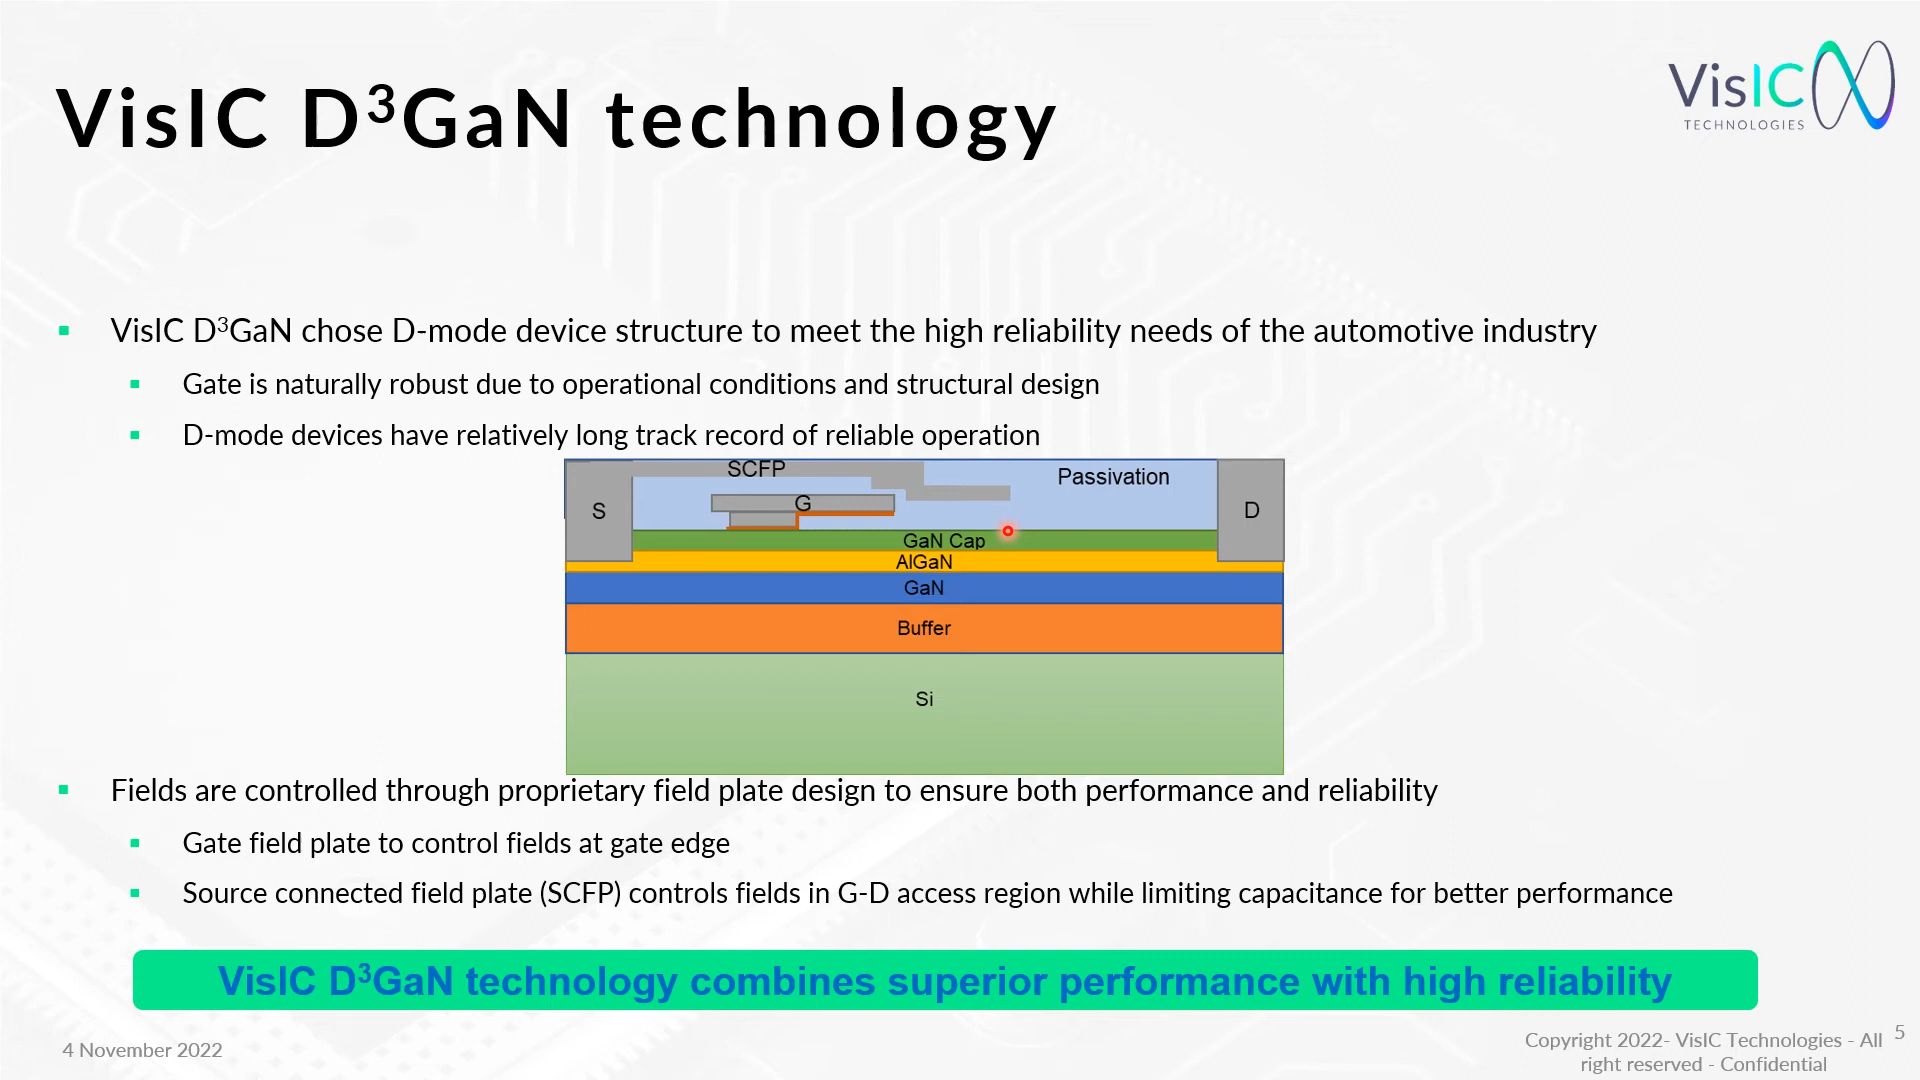 VisIC D³GaN technology
VisIC
TECHNOLOGIES
VisIC D³GaN chose D-mode device structure to meet the high reliability needs of the automotive industry
Gate is naturally robust due to operational conditions and structural design
D-mode devices have relatively long track record of reliable operation
SCFP
Passivation
G
S
D
GaN Cap
AlGaN
GaN
Buffer
Si
Fields are controlled through proprietary field plate design to ensure both performance and reliability
Gate field plate to control fields at gate edge
Source connected field plate (SCFP) controls fields in G-D access region while limiting capacitance for better performance
VisIC D³GaN technology combines superior performance with high reliability
4 November 2022
Copyright 2022- VisIC Technologies - All
right reserved - Confidential
5